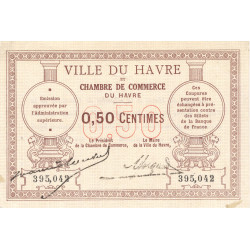 VILLE DU HAVRE
ET
CHAMBRE DE COMMERCE
DU HAVRE
Émission
approuvée par
l'Administration
supérieure.
Ces
Coupures
pourront être
échangées à pré-
sentation contre
des Billets
de la Banque
de France
0,50 CENTIMES
Le Président
de la Chambre de Commerce,
Le Maire
de la Ville du Havre,
395,042
395,042